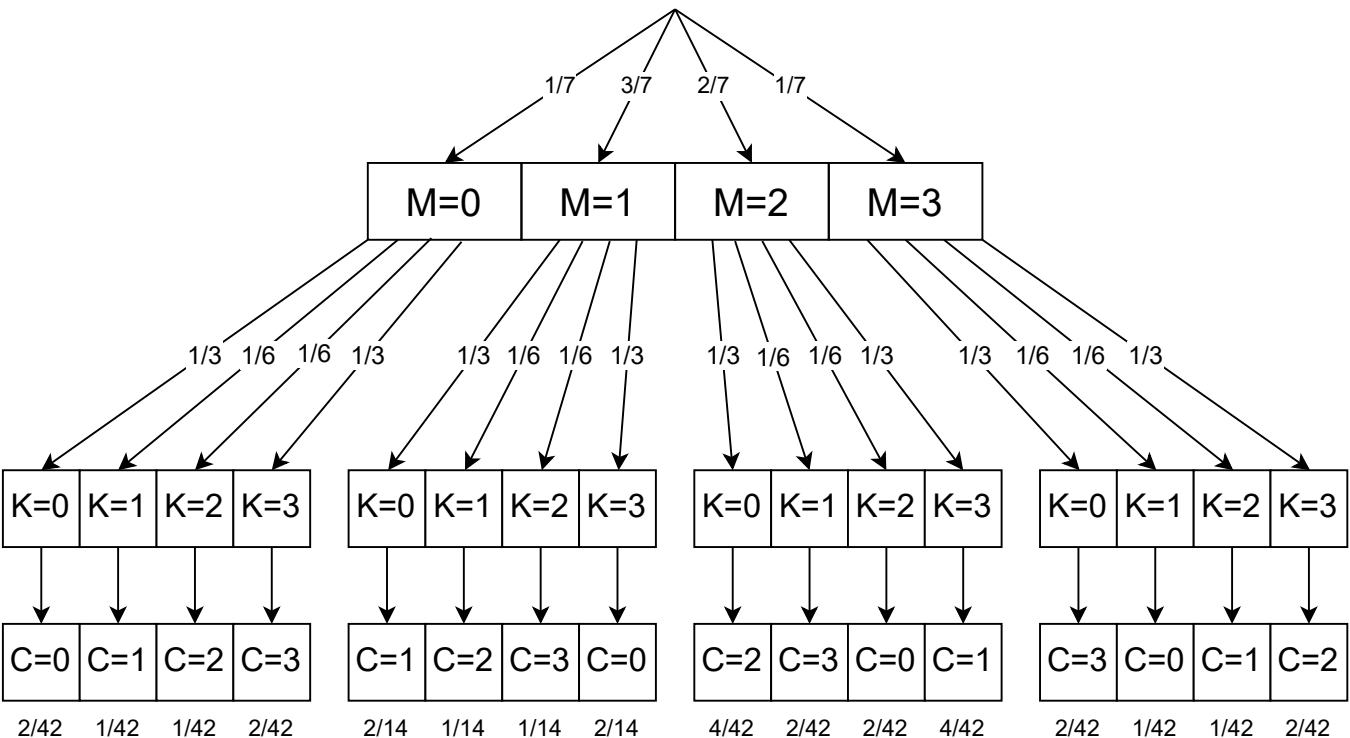 1/7 3/7 2/7 1/7
M=0 M=1 M=2 M=3
1/3 1/6 1/6 1/3 1/3 1/6 1/6 1/3 1/3 1/6 1/6 1/3 1/3 1/6 1/6 1/3
K=0 K=1 K=2 K=3 K=0 K=1 K=2 K=3 K=0 K=1 K=2 K=3 K=0 K=1 K=2 K=3
C=0 C=1 C=2 C=3 C=1 C=2 C=3 C=0 C=2 C=3 C=0 C=1 C=3 C=0 C=1 C=2
2/42 1/42 1/42 2/42 2/14 1/14 1/14 2/14 4/42 2/42 2/42 4/42 2/42 1/42 1/42 2/42